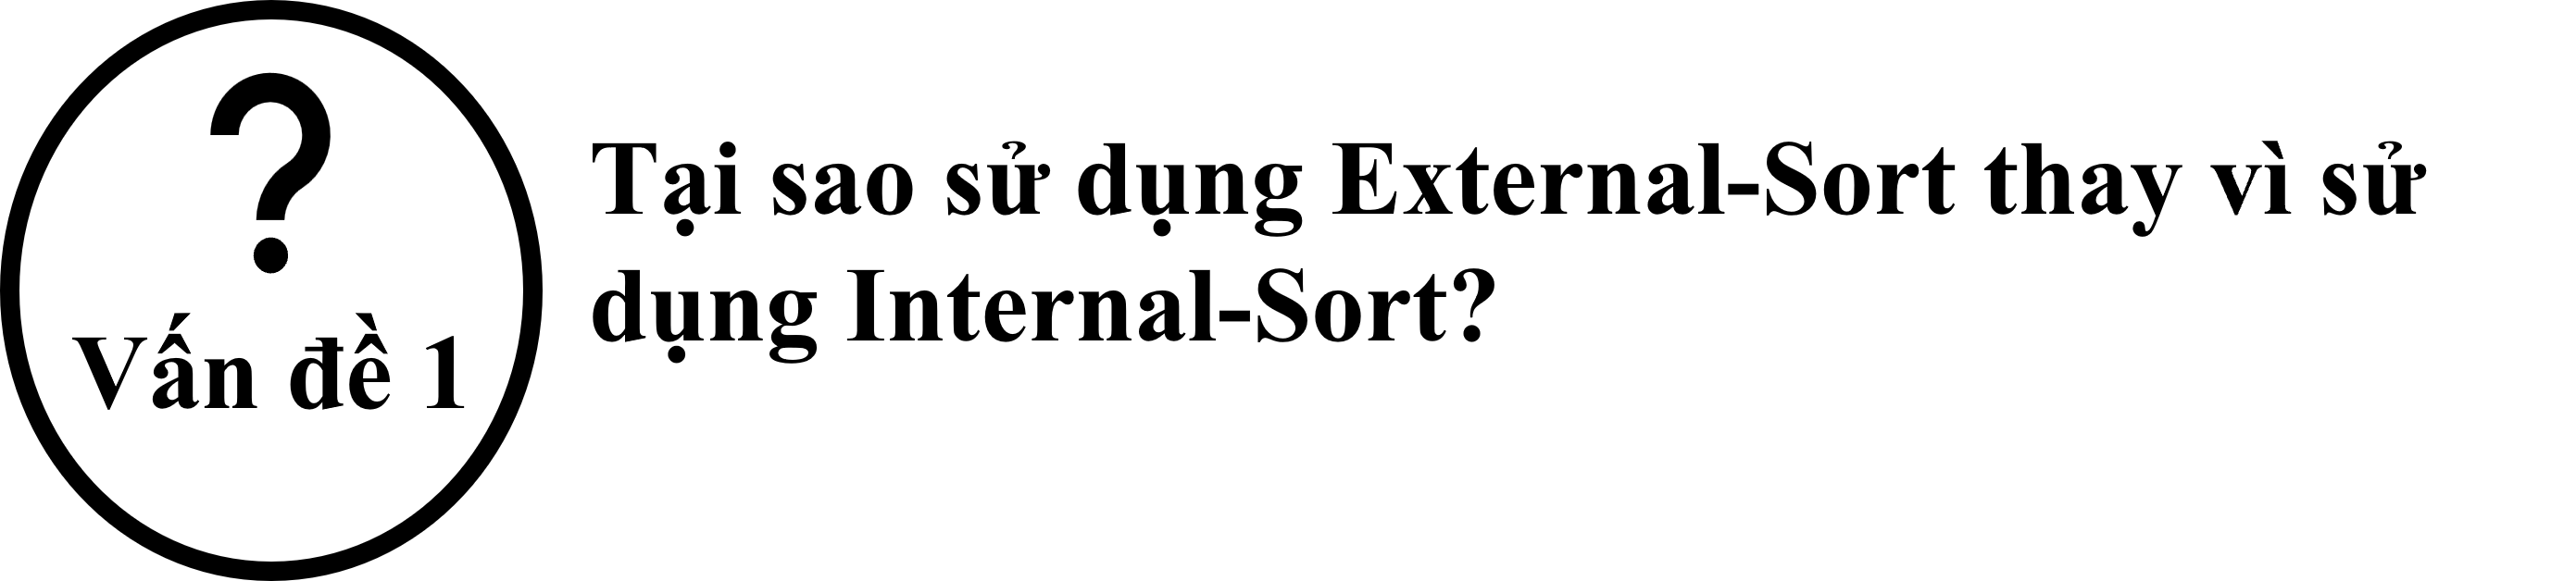 ?
Vấn đề 1
Tại sao sử dụng External-Sort thay vì sử
dụng Internal-Sort?